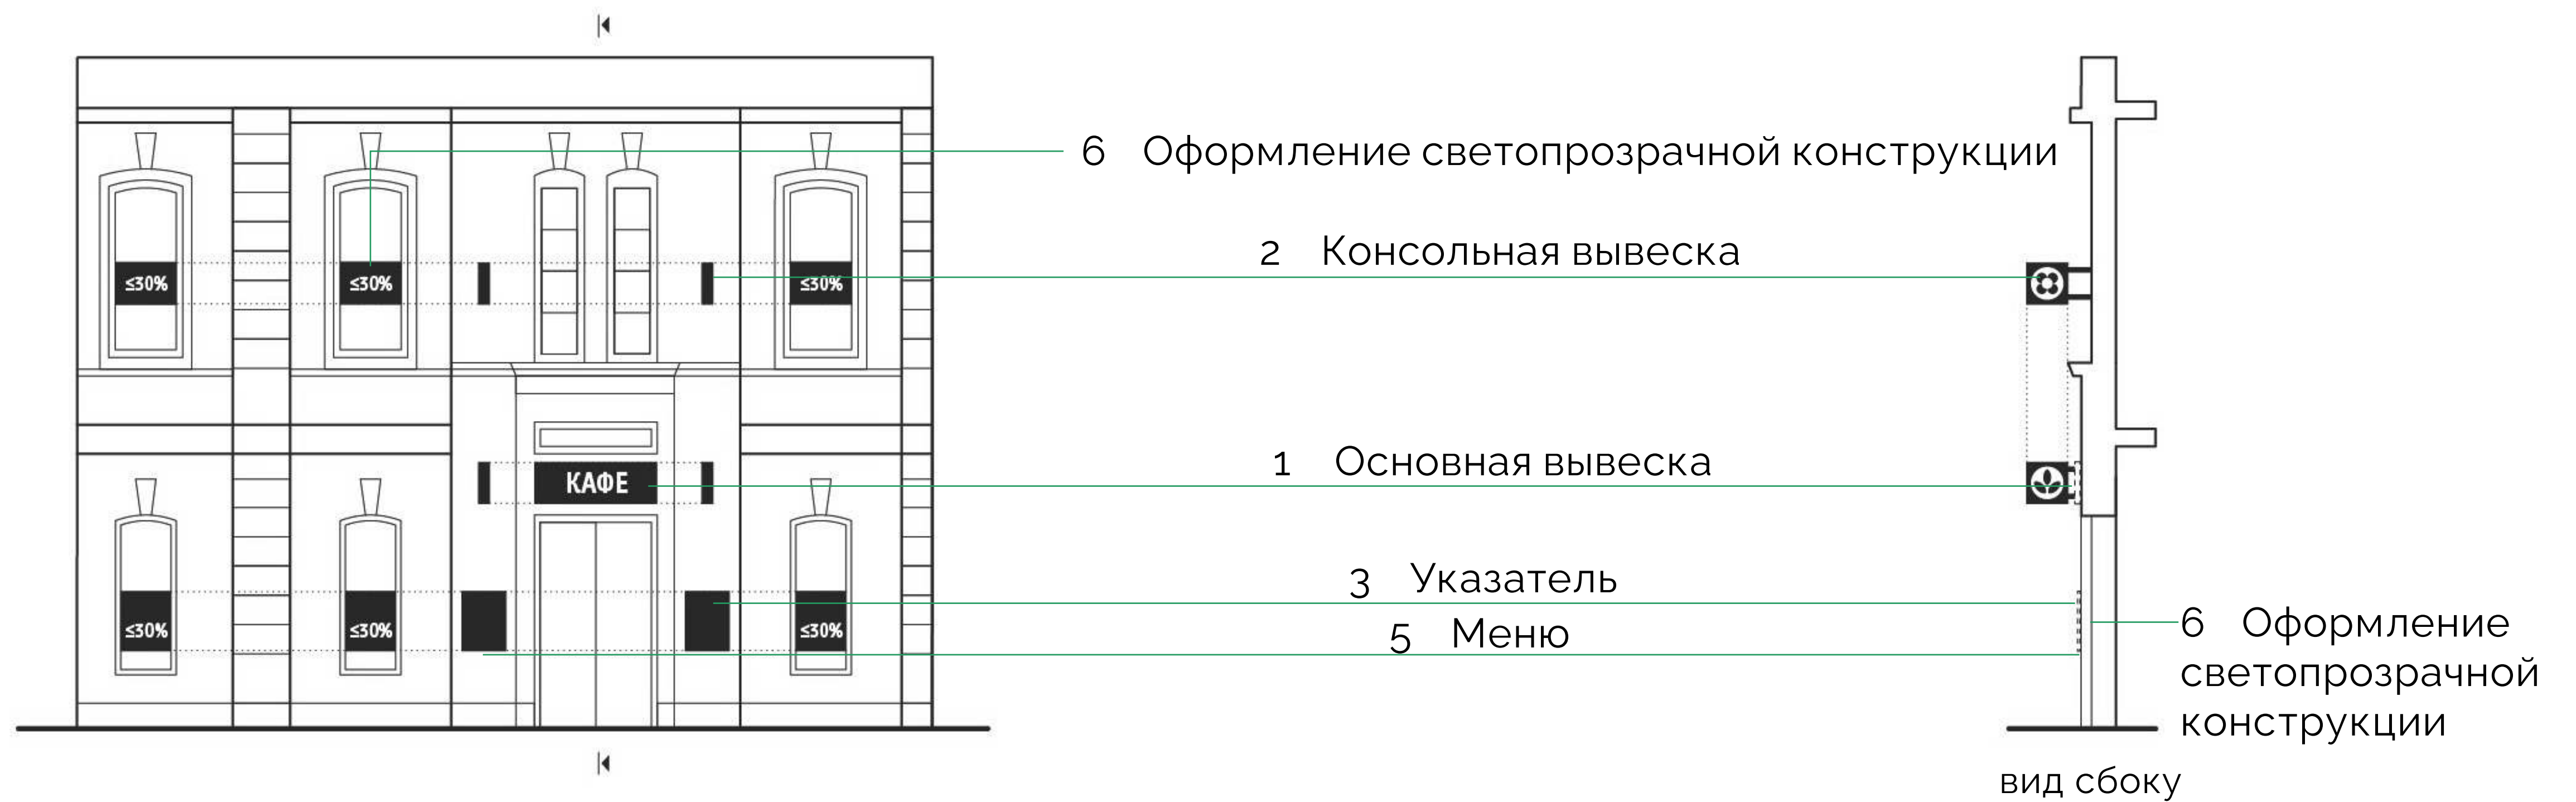 6 Оформление светопрозрачной конструкции
2 Консольная вывеска
≤30% ≤30% ≤30%
1 Основная вывеска
КАФЕ
3 Указатель
5 Меню
≤30% ≤30% ≤30%
6 Оформление
светопрозрачной
конструкции
вид сбоку